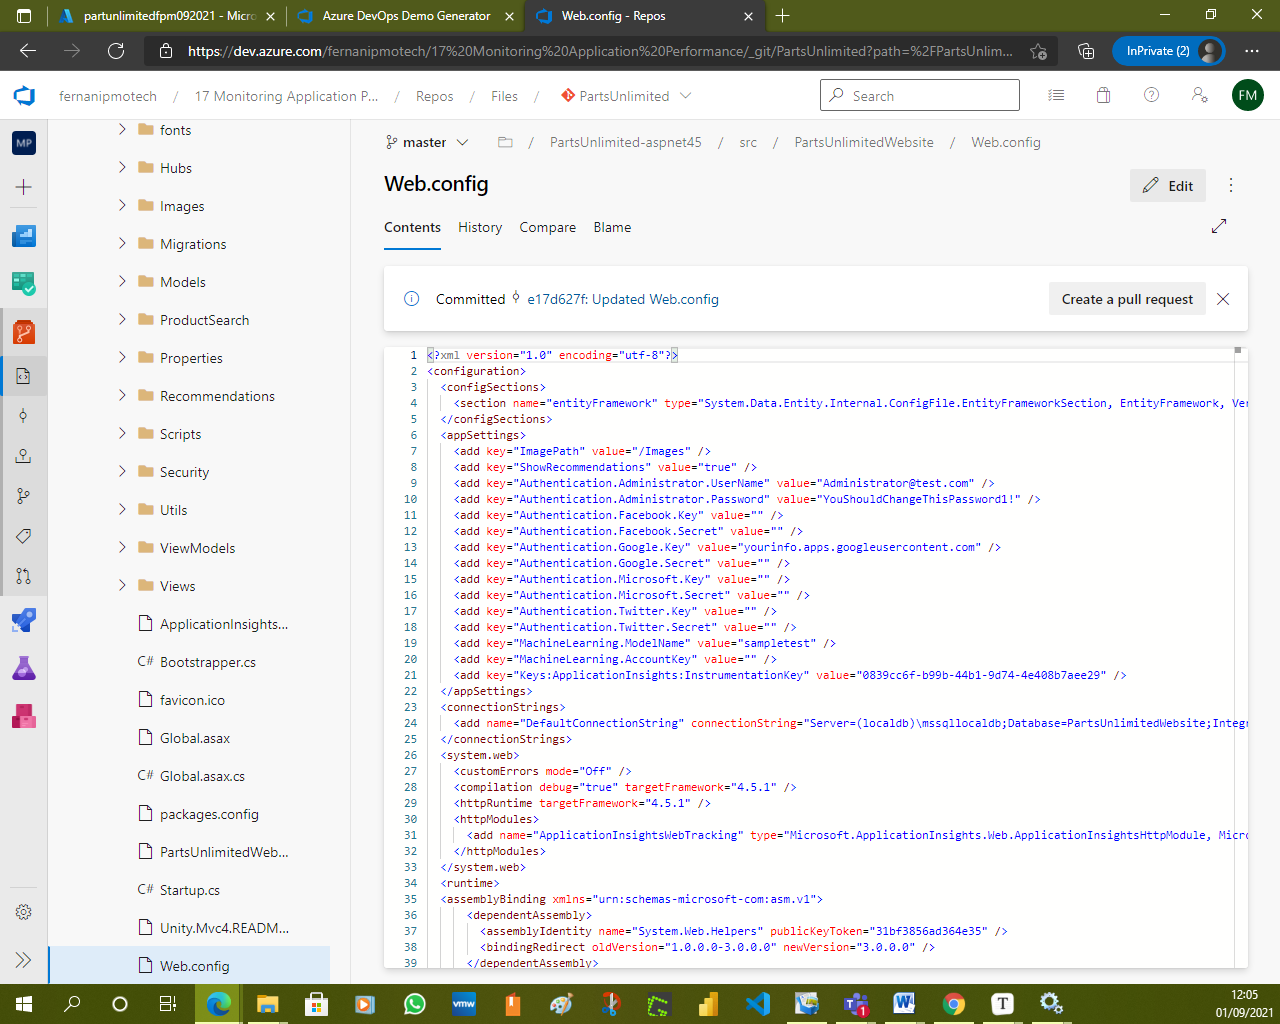 partunlimitedfpm092021 - Micro
Azure DevOps Demo Generator
Web.config - Repos
https://dev.azure.com/fernanipmotech/17%20Monitoring%20Application%20Performance/_git/PartsUnlimited?path=%2FPartsUnlim...
InPrivate (2)
fernanipmotech / 17 Monitoring Application P... / Repos / Files / PartsUnlimited
Search
FM
MP
fonts
Hubs
Images
Migrations
Models
ProductSearch
Properties
Recommendations
Scripts
Security
Utils
ViewModels
Views
ApplicationInsights...
C# Bootstrapper.cs
favicon.ico
Global.asax
C# Global.asax.cs
packages.config
PartsUnlimitedWeb...
C# Startup.cs
Unity.Mvc4.READM...
Web.config
master / PartsUnlimited-aspnet45 / src / PartsUnlimitedWebsite / Web.config
Web.config
Edit
Contents History Compare Blame
Committed e17d627f: Updated Web.config
Create a pull request
1 <?xml version="1.0" encoding="utf-8"?>
2 <configuration>
3 <configSections>
4 <section name="entityFramework" type="System.Data.Entity.Internal.ConfigFile.EntityFrameworkSection, EntityFramework, Ver
5 </configSections>
6 <appSettings>
7 <add key="ImagePath" value="/Images" />
8 <add key="ShowRecommendations" value="true" />
9 <add key="Authentication.Administrator.UserName" value="Administrator@test.com" />
10 <add key="Authentication.Administrator.Password" value="YouShouldChangeThisPassword1!" />
11 <add key="Authentication.Facebook.Key" value="" />
12 <add key="Authentication.Facebook.Secret" value="" />
13 <add key="Authentication.Google.Key" value="yourinfo.apps.googleusercontent.com" />
14 <add key="Authentication.Google.Secret" value="" />
15 <add key="Authentication.Microsoft.Key" value="" />
16 <add key="Authentication.Microsoft.Secret" value="" />
17 <add key="Authentication.Twitter.Key" value="" />
18 <add key="Authentication.Twitter.Secret" value="" />
19 <add key="MachineLearning.ModelName" value="sampletest" />
20 <add key="MachineLearning.AccountKey" value="" />
21 <add key="Keys:ApplicationInsights:InstrumentationKey" value="0839cc6f-b99b-44b1-9d74-4e408b7aee29" />
22 </appSettings>
23 <connectionStrings>
24 <add name="DefaultConnectionString" connectionString="Server=(localdb)\mssqllocaldb;Database=PartsUnlimitedWebsite;Integr
25 </connectionStrings>
26 <system.web>
27 <customErrors mode="Off" />
28 <compilation debug="true" targetFramework="4.5.1" />
29 <httpRuntime targetFramework="4.5.1" />
30 <httpModules>
31 <add name="ApplicationInsightsWebTracking" type="Microsoft.ApplicationInsights.Web.ApplicationInsightsHttpModule, Micro
32 </httpModules>
33 </system.web>
34 <runtime>
35 <assemblyBinding xmlns="urn:schemas-microsoft-com:asm.v1">
36 <dependentAssembly>
37 <assemblyIdentity name="System.Web.Helpers" publicKeyToken="31bf3856ad364e35" />
38 <bindingRedirect oldVersion="1.0.0.0-3.0.0.0" newVersion="3.0.0.0" />
39 </dependentAssembly>
vmw
1
T
12:05
01/09/2021